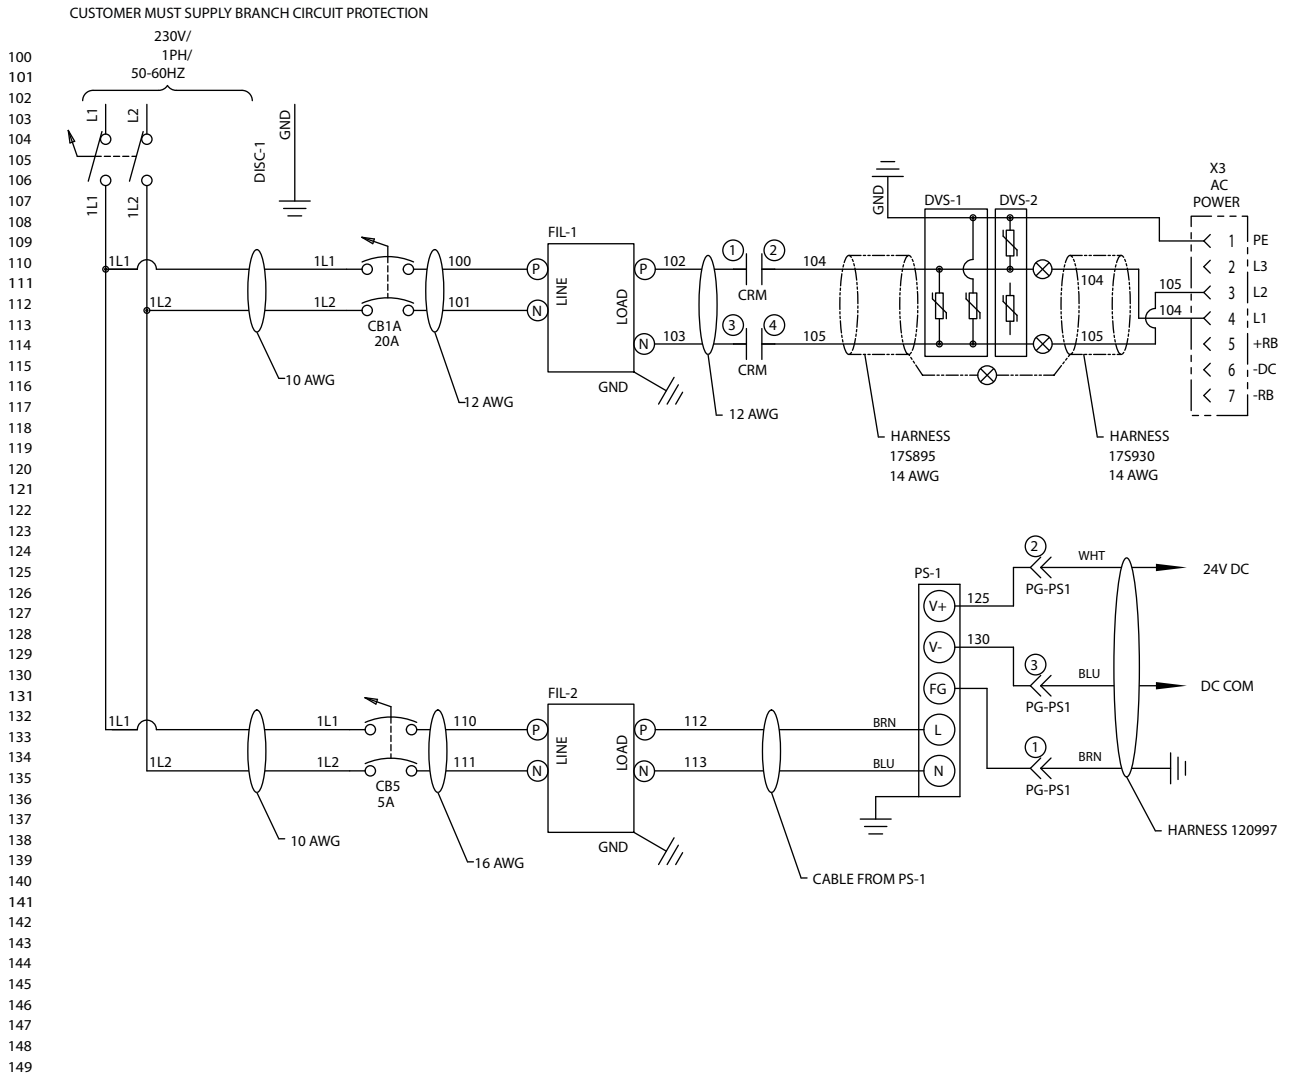 CUSTOMER MUST SUPPLY BRANCH CIRCUIT PROTECTION
230V/
1PH/
50-60HZ
100
101
102
103
104
105
106
107
108
109
110
111
112
113
114
115
116
117
118
119
120
121
122
123
124
125
126
127
128
129
130
131
132
133
134
135
136
137
138
139
140
141
142
143
144
145
146
147
148
149
L1
L2
GND
DISC-1
1L1
1L2
1L1
1L1
1L2
1L2
CB1A
20A
10 AWG
100
101
12 AWG
FIL-1
P
N
LINE
LOAD
P
N
GND
102
103
1
2
CRM
3
4
CRM
12 AWG
104
105
GND
DVS-1
DVS-2
HARNESS
17S895
14 AWG
104
105
HARNESS
17S930
14 AWG
105
104
X3
AC
POWER
1 PE
2 L3
3 L2
4 L1
5 +RB
6 -DC
7 -RB
1L1
1L1
1L2
1L2
CB5
5A
10 AWG
110
111
16 AWG
FIL-2
P
N
LINE
LOAD
P
N
GND
112
113
BRN
BLU
CABLE FROM PS-1
PS-1
V+
V-
FG
L
N
125
130
2
PG-PS1
WHT
24V DC
3
PG-PS1
BLU
DC COM
1
PG-PS1
BRN
HARNESS 120997